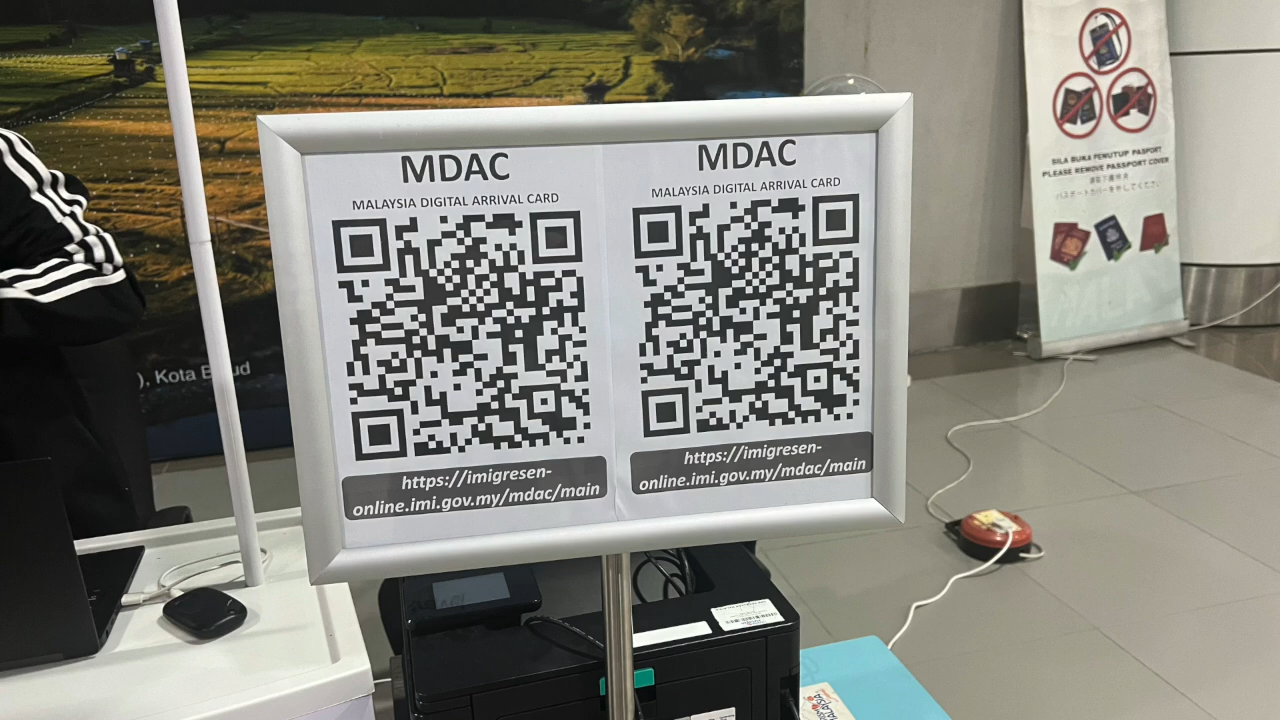 MDAC
MALAYSIA DIGITAL ARRIVAL CARD
https://imigresen-
online.imi.gov.my/mdac/main
MDAC
MALAYSIA DIGITAL ARRIVAL CARD
https://imigresen-
online.imi.gov.my/mdac/main
), Kota B ud
SILA BUKA PENUTUP PASPORT
PLEASE REMOVE PASSPORT COVER
パスポートカバーを外してください